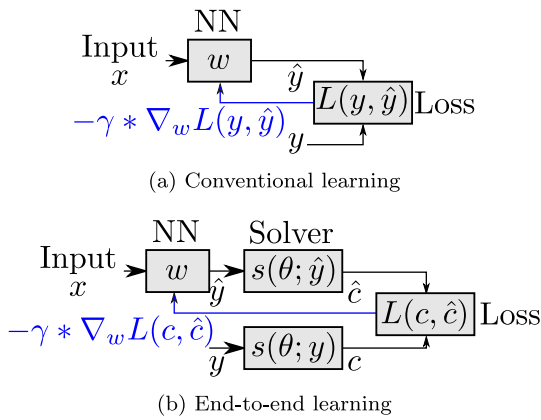 NN
Input
x
w
ŷ
L(y, ŷ)
Loss
−γ ∗ ∇_w L(y, ŷ)
y
(a) Conventional learning
NN
Solver
Input
x
w
ŷ
s(θ; ŷ)
ĉ
L(c, ĉ)
Loss
−γ ∗ ∇_w L(c, ĉ)
y
s(θ; y)
c
(b) End-to-end learning